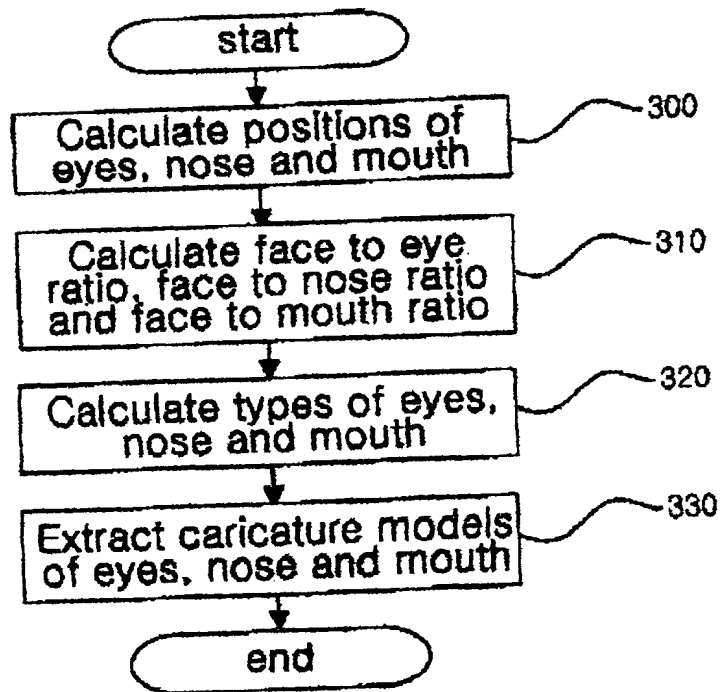 start
Calculate positions of
eyes, nose and mouth
300
Calculate face to eye
ratio, face to nose ratio
and face to mouth ratio
310
Calculate types of eyes,
nose and mouth
320
Extract caricature models
of eyes, nose and mouth
330
end